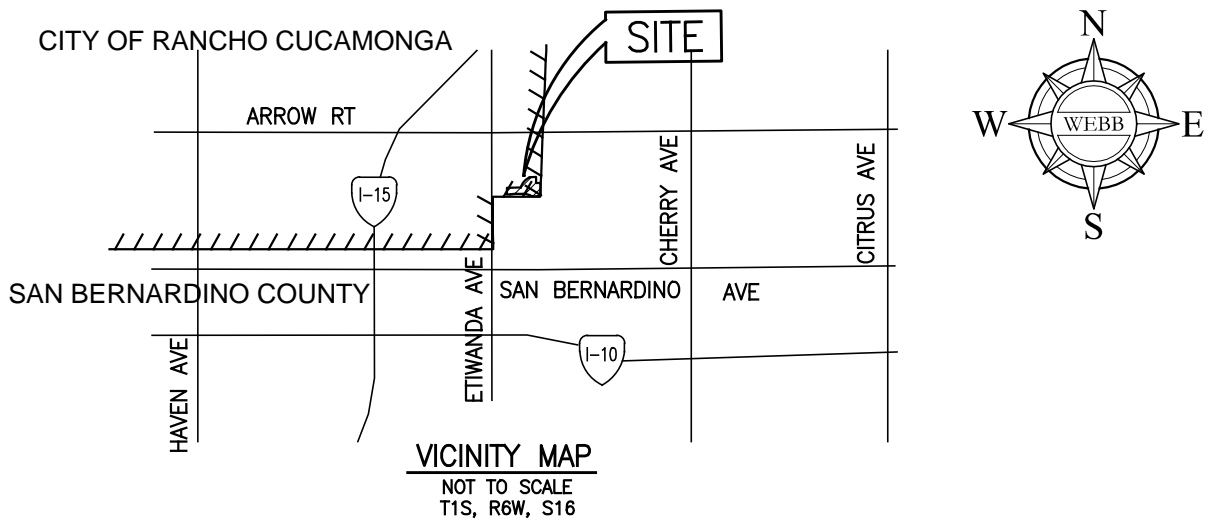 CITY OF RANCHO CUCAMONGA
SITE
N
W
WEBB
E
S
ARROW RT
I-15
CHERRY AVE
CITRUS AVE
SAN BERNARDINO COUNTY
ETIWANDA AVE
SAN BERNARDINO AVE
HAVEN AVE
I-10
VICINITY MAP
NOT TO SCALE
T1S, R6W, S16